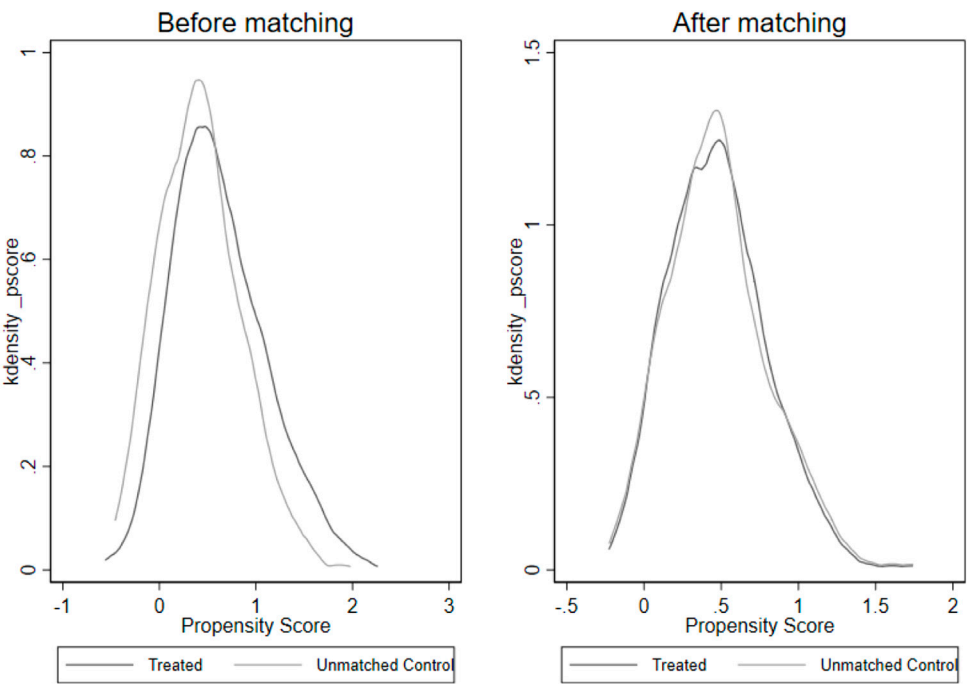 Before matching
kdensity _pscore
1
.8
.6
.4
.2
0
-1 0 1 2 3
Propensity Score
Treated Unmatched Control
After matching
kdensity _pscore
1.5
1
.5
0
-.5 0 .5 1 1.5 2
Propensity Score
Treated Unmatched Control